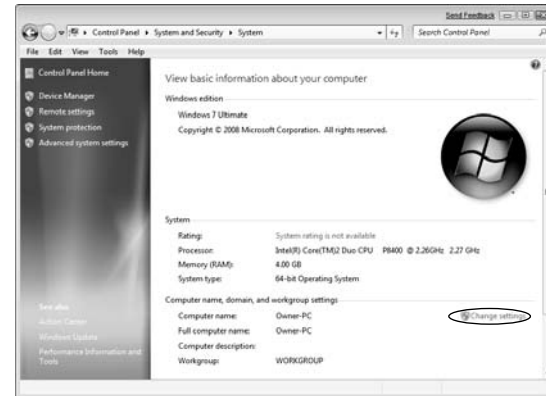 Send Feedback
Control Panel ▸ System and Security ▸ System
Search Control Panel
File Edit View Tools Help
Control Panel Home
Device Manager
Remote settings
System protection
Advanced system settings
See also
Action Center
Windows Update
Performance Information and
Tools
View basic information about your computer
Windows edition
Windows 7 Ultimate
Copyright © 2008 Microsoft Corporation. All rights reserved.
System
Rating: System rating is not available
Processor: Intel(R) Core(TM)2 Duo CPU P8400 @ 2.26GHz 2.27 GHz
Memory (RAM): 4.00 GB
System type: 64-bit Operating System
Computer name, domain, and workgroup settings
Computer name: Owner-PC
Change settings
Full computer name: Owner-PC
Computer description:
Workgroup: WORKGROUP